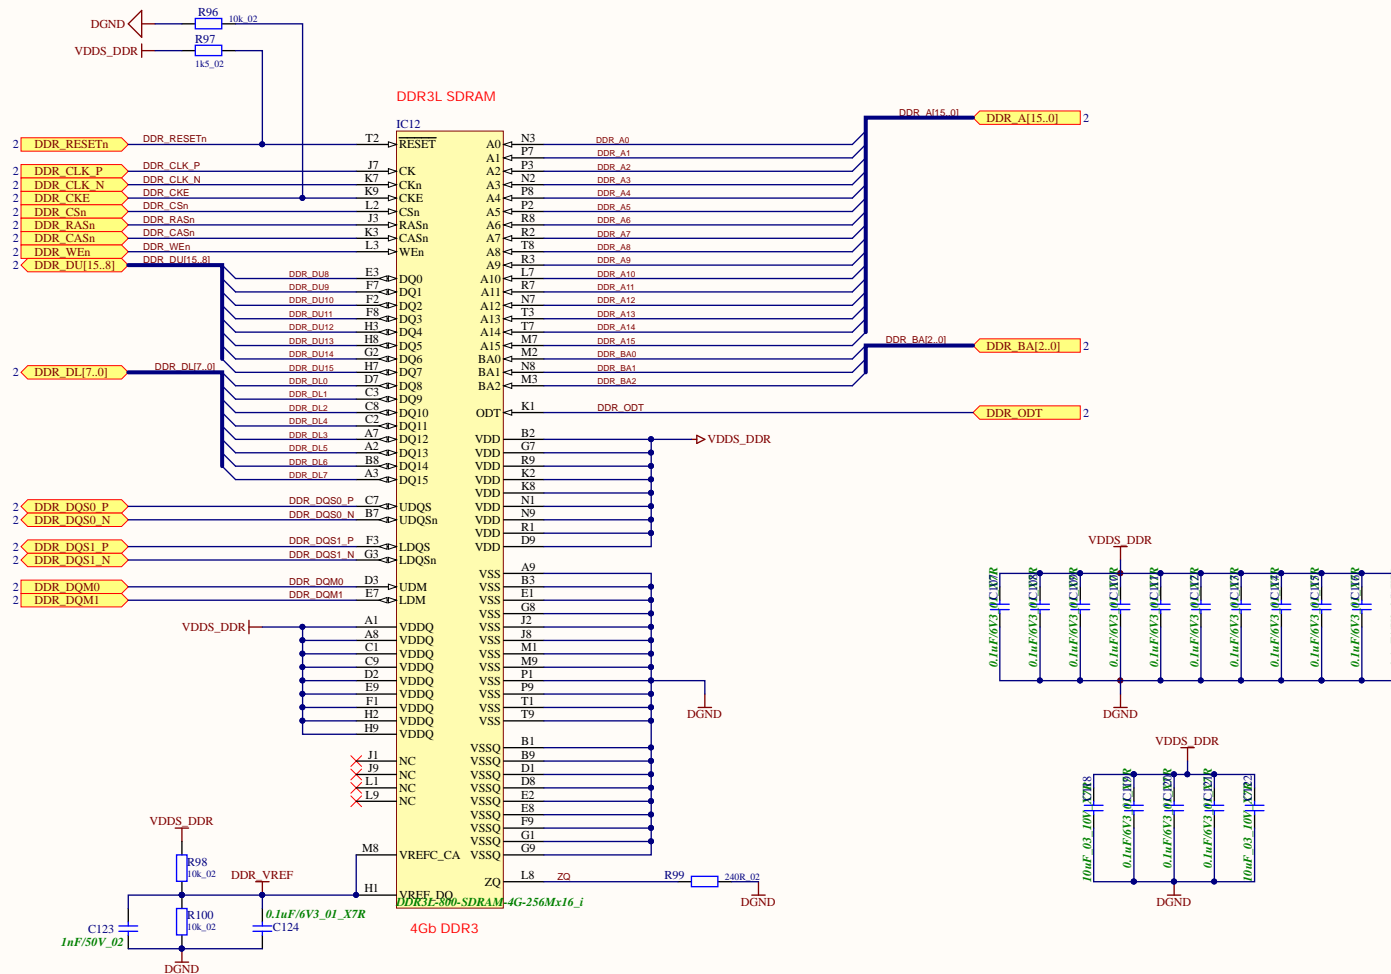 DGND
R96
10k_02
VDDS_DDR
R97
1k5_02
DDR3L SDRAM
IC12
2 DDR_RESETn DDR_RESETn T2 RESET
2 DDR_CLK_P DDR_CLK_P J7 CK
2 DDR_CLK_N DDR_CLK_N K7 CKn
2 DDR_CKE DDR_CKE K9 CKE
2 DDR_CSn DDR_CSn L2 CSn
2 DDR_RASn DDR_RASn J3 RASn
2 DDR_CASn DDR_CASn K3 CASn
2 DDR_WEn DDR_WEn L3 WEn
2 DDR_DU[15..8] DDR_DU[15..8]
DDR_DU8 E3 DQ0
DDR_DU9 F7 DQ1
DDR_DU10 F2 DQ2
DDR_DU11 F8 DQ3
DDR_DU12 H3 DQ4
DDR_DU13 H8 DQ5
DDR_DU14 G2 DQ6
DDR_DU15 H7 DQ7
2 DDR_DL[7..0] DDR_DL[7..0]
DDR_DL0 D7 DQ8
DDR_DL1 C3 DQ9
DDR_DL2 C8 DQ10
DDR_DL4 C2 DQ11
DDR_DL3 A7 DQ12
DDR_DL5 A2 DQ13
DDR_DL6 B8 DQ14
DDR_DL7 A3 DQ15
2 DDR_DQS0_P DDR_DQS0_P C7 UDQS
2 DDR_DQS0_N DDR_DQS0_N B7 UDQSn
2 DDR_DQS1_P DDR_DQS1_P F3 LDQS
2 DDR_DQS1_N DDR_DQS1_N G3 LDQSn
2 DDR_DQM0 DDR_DQM0 D3 UDM
2 DDR_DQM1 DDR_DQM1 E7 LDM
VDDS_DDR A1 VDDQ
A8 VDDQ
C1 VDDQ
C9 VDDQ
D2 VDDQ
E9 VDDQ
F1 VDDQ
H2 VDDQ
H9 VDDQ
J1 NC
J9 NC
L1 NC
L9 NC
M8 VREFC_CA
H1 VREF_DQ
A0 N3 DDR_A0
A1 P7 DDR_A1
A2 P3 DDR_A2
A3 N2 DDR_A3
A4 P8 DDR_A4
A5 P2 DDR_A5
A6 R8 DDR_A6
A7 R2 DDR_A7
A8 T8 DDR_A8
A9 R3 DDR_A9
A10 L7 DDR_A10
A11 R7 DDR_A11
A12 N7 DDR_A12
A13 T3 DDR_A13
A14 T7 DDR_A14
A15 M7 DDR_A15
BA0 M2 DDR_BA0
BA1 N8 DDR_BA1
BA2 M3 DDR_BA2
DDR_A[15..0] DDR_A[15..0] 2
DDR_BA[2..0] DDR_BA[2..0] 2
ODT K1 DDR_ODT DDR_ODT 2
VDD B2 VDDS_DDR
VDD G7
VDD R9
VDD K2
VDD K8
VDD N1
VDD N9
VDD R1
VDD D9
VSS A9
VSS B3
VSS E1
VSS G8
VSS J2
VSS J8
VSS M1
VSS M9
VSS P1
VSS P9
VSS T1
VSS T9
DGND
VSSQ B1
VSSQ B9
VSSQ D1
VSSQ D8
VSSQ E2
VSSQ E8
VSSQ F9
VSSQ G1
VSSQ G9
ZQ L8 ZQ R99 240R_02
DGND
DDR3L-800-SDRAM-4G-256Mx16_i
4Gb DDR3
VDDS_DDR
R98
10k_02
DDR_VREF
R100
10k_02
0.1uF/6V3_01_X7R
C123
C124
1nF/50V_02
DGND
VDDS_DDR
DGND
VDDS_DDR
DGND